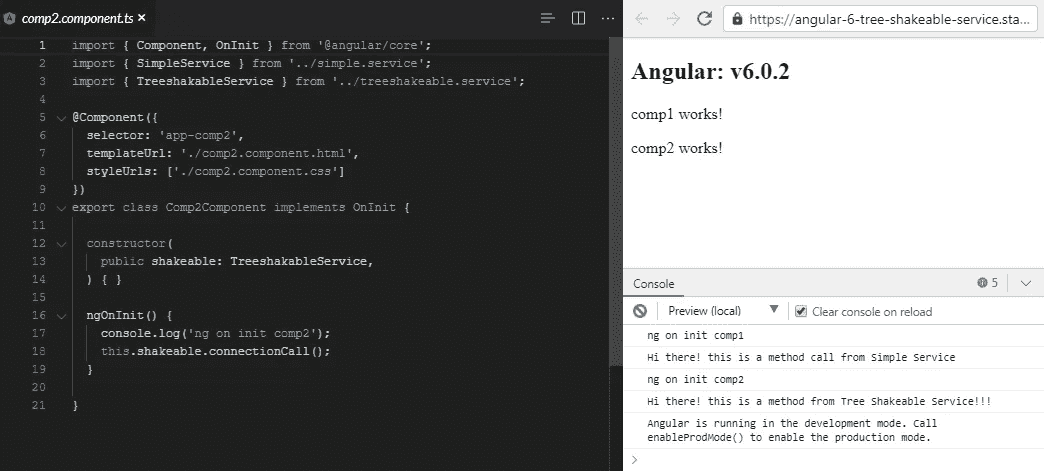 comp2.component.ts ×
1 import { Component, OnInit } from '@angular/core';
2 import { SimpleService } from '../simple.service';
3 import { TreeshakableService } from '../treeshakeable.service';
4
5 @Component({
6 selector: 'app-comp2',
7 templateUrl: './comp2.component.html',
8 styleUrls: ['./comp2.component.css']
9 })
10 export class Comp2Component implements OnInit {
11
12 constructor(
13 public shakeable: TreeshakableService,
14 ) { }
15
16 ngOnInit() {
17 console.log('ng on init comp2');
18 this.shakeable.connectionCall();
19 }
20
21 }
https://angular-6-tree-shakeable-service.sta...
Angular: v6.0.2
comp1 works!
comp2 works!
Console
5
Preview (local)
Clear console on reload
ng on init comp1
Hi there! this is a method call from Simple Service
ng on init comp2
Hi there! this is a method from Tree Shakeable Service!!!
Angular is running in the development mode. Call
enableProdMode() to enable the production mode.
>